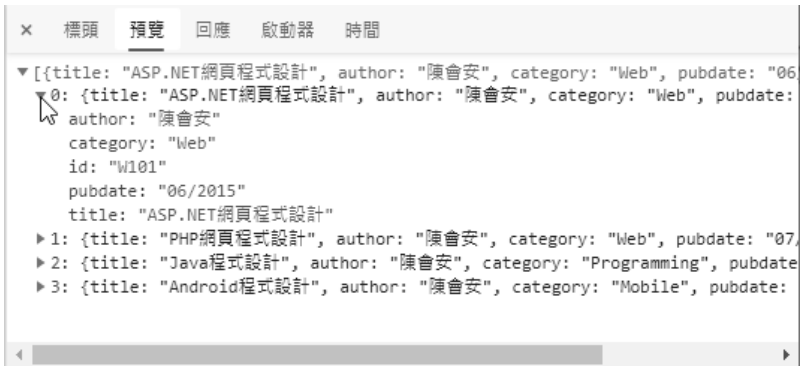 × 標頭 預覽 回應 啟動器 時間
▼[{title: "ASP.NET網頁程式設計", author: "陳會安", category: "Web", pubdate: "06/
▼0: {title: "ASP.NET網頁程式設計", author: "陳會安", category: "Web", pubdate:
author: "陳會安"
category: "Web"
id: "W101"
pubdate: "06/2015"
title: "ASP.NET網頁程式設計"
▶1: {title: "PHP網頁程式設計", author: "陳會安", category: "Web", pubdate: "07/
▶2: {title: "Java程式設計", author: "陳會安", category: "Programming", pubdate
▶3: {title: "Android程式設計", author: "陳會安", category: "Mobile", pubdate: